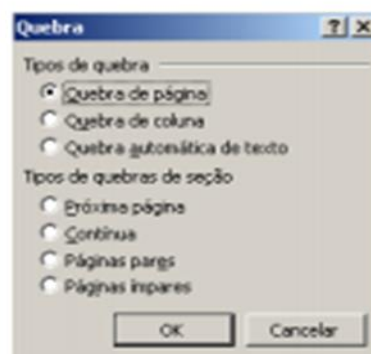 Quebra
Tipos de quebra
Quebra de página
Quebra de coluna
Quebra automática de texto
Tipos de quebras de seção
Próxima página
Contínua
Páginas pares
Páginas ímpares
OK Cancelar